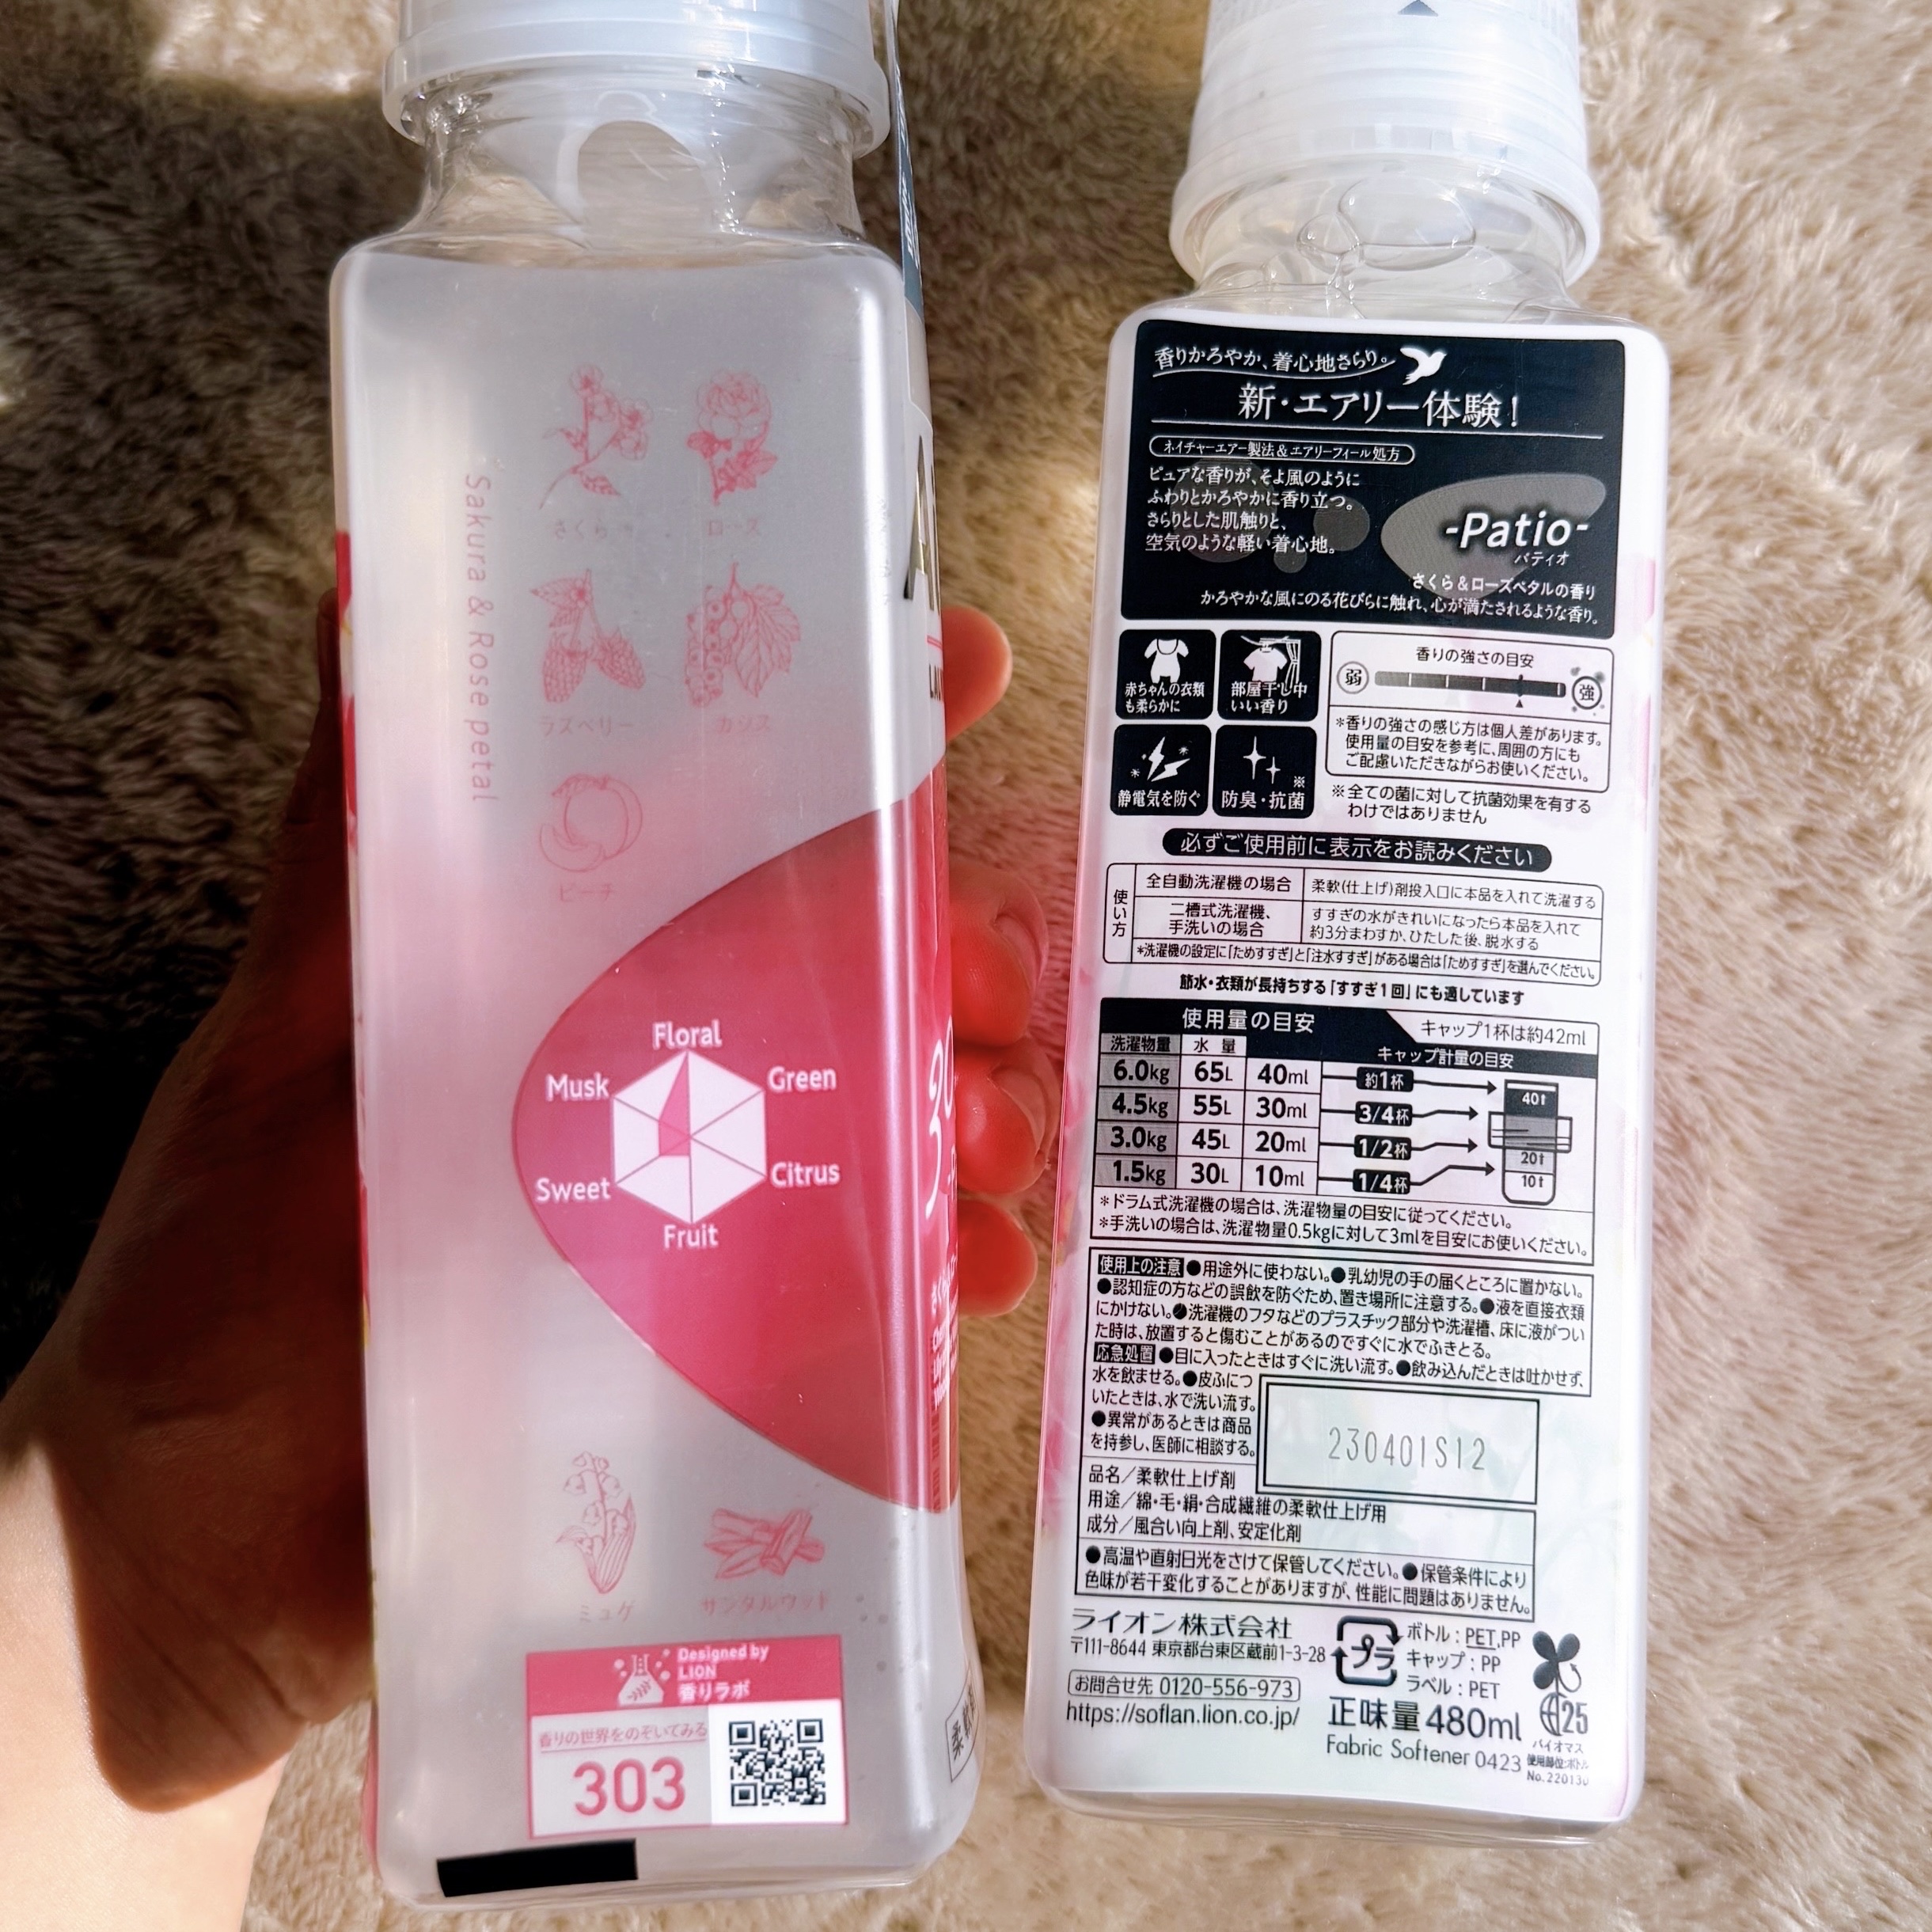 Sakura & Rose petal
さくら
ローズ
ラズベリー
カシス
ピーチ
Floral
Green
Citrus
Fruit
Sweet
Musk
ミュゲ
サンダルウッド
Designed by
LION
香りラボ
香りの世界をのぞいてみる
303
香りかろやか、着心地さらり。
新・エアリー体験！
ネイチャーエアー製法&エアリーフィール処方
ピュアな香りが、そよ風のように
ふわりとかろやかに香り立つ。
さらりとした肌触りと、
空気のような軽い着心地。
-Patio-
パティオ
さくら&ローズペタルの香り
かろやかな風にのる花びらに触れ、心が満たされるような香り。
赤ちゃんの衣類
も柔らかに
部屋干し中
いい香り
静電気を防ぐ
防臭・抗菌
※
香りの強さの目安
弱
強
*香りの強さの感じ方は個人差があります。
使用量の目安を参考に、周囲の方にも
ご配慮いただきながらお使いください。
※全ての菌に対して抗菌効果を有する
わけではありません
必ずご使用前に表示をお読みください
使い方
全自動洗濯機の場合 柔軟(仕上げ)剤投入口に本品を入れて洗濯する
二槽式洗濯機、
手洗いの場合
すすぎの水がきれいになったら本品を入れて
約3分まわすか、ひたした後、脱水する
*洗濯機の設定に「ためすすぎ」と「注水すすぎ」がある場合は「ためすすぎ」を選んでください。
節水・衣類が長持ちする「すすぎ1回」にも適しています
使用量の目安 キャップ1杯は約42ml
洗濯物量 水量 キャップ計量の目安
6.0kg 65L 40ml 約1杯
4.5kg 55L 30ml 3/4杯
3.0kg 45L 20ml 1/2杯
1.5kg 30L 10ml 1/4杯
40↑
20↑
10↑
*ドラム式洗濯機の場合は、洗濯物量の目安に従ってください。
*手洗いの場合は、洗濯物量0.5kgに対して3mlを目安にお使いください。
使用上の注意 ●用途外に使わない。●乳幼児の手の届くところに置かない。
●認知症の方などの誤飲を防ぐため、置き場所に注意する。●液を直接衣類
にかけない。●洗濯機のフタなどのプラスチック部分や洗濯槽、床に液がつい
た時は、放置すると傷むことがあるのですぐに水でふきとる。
応急処置 ●目に入ったときはすぐに洗い流す。●飲み込んだときは吐かせず、
水を飲ませる。●皮ふにつ
いたときは、水で洗い流す。
●異常があるときは商品
を持参し、医師に相談する。
230401S12
品名／柔軟仕上げ剤
用途／綿・毛・絹・合成繊維の柔軟仕上げ用
成分／風合い向上剤、安定化剤
●高温や直射日光をさけて保管してください。●保管条件により
色味が若干変化することがありますが、性能に問題はありません。
ライオン株式会社
〒111-8644 東京都台東区蔵前1-3-28
お問合せ先 0120-556-973
https://soflan.lion.co.jp/
プラ
ボトル：PET,PP
キャップ：PP
ラベル：PET
正味量 480ml
Fabric Softener 0423
25
バイオマス
使用部位:ボトル
No.220130